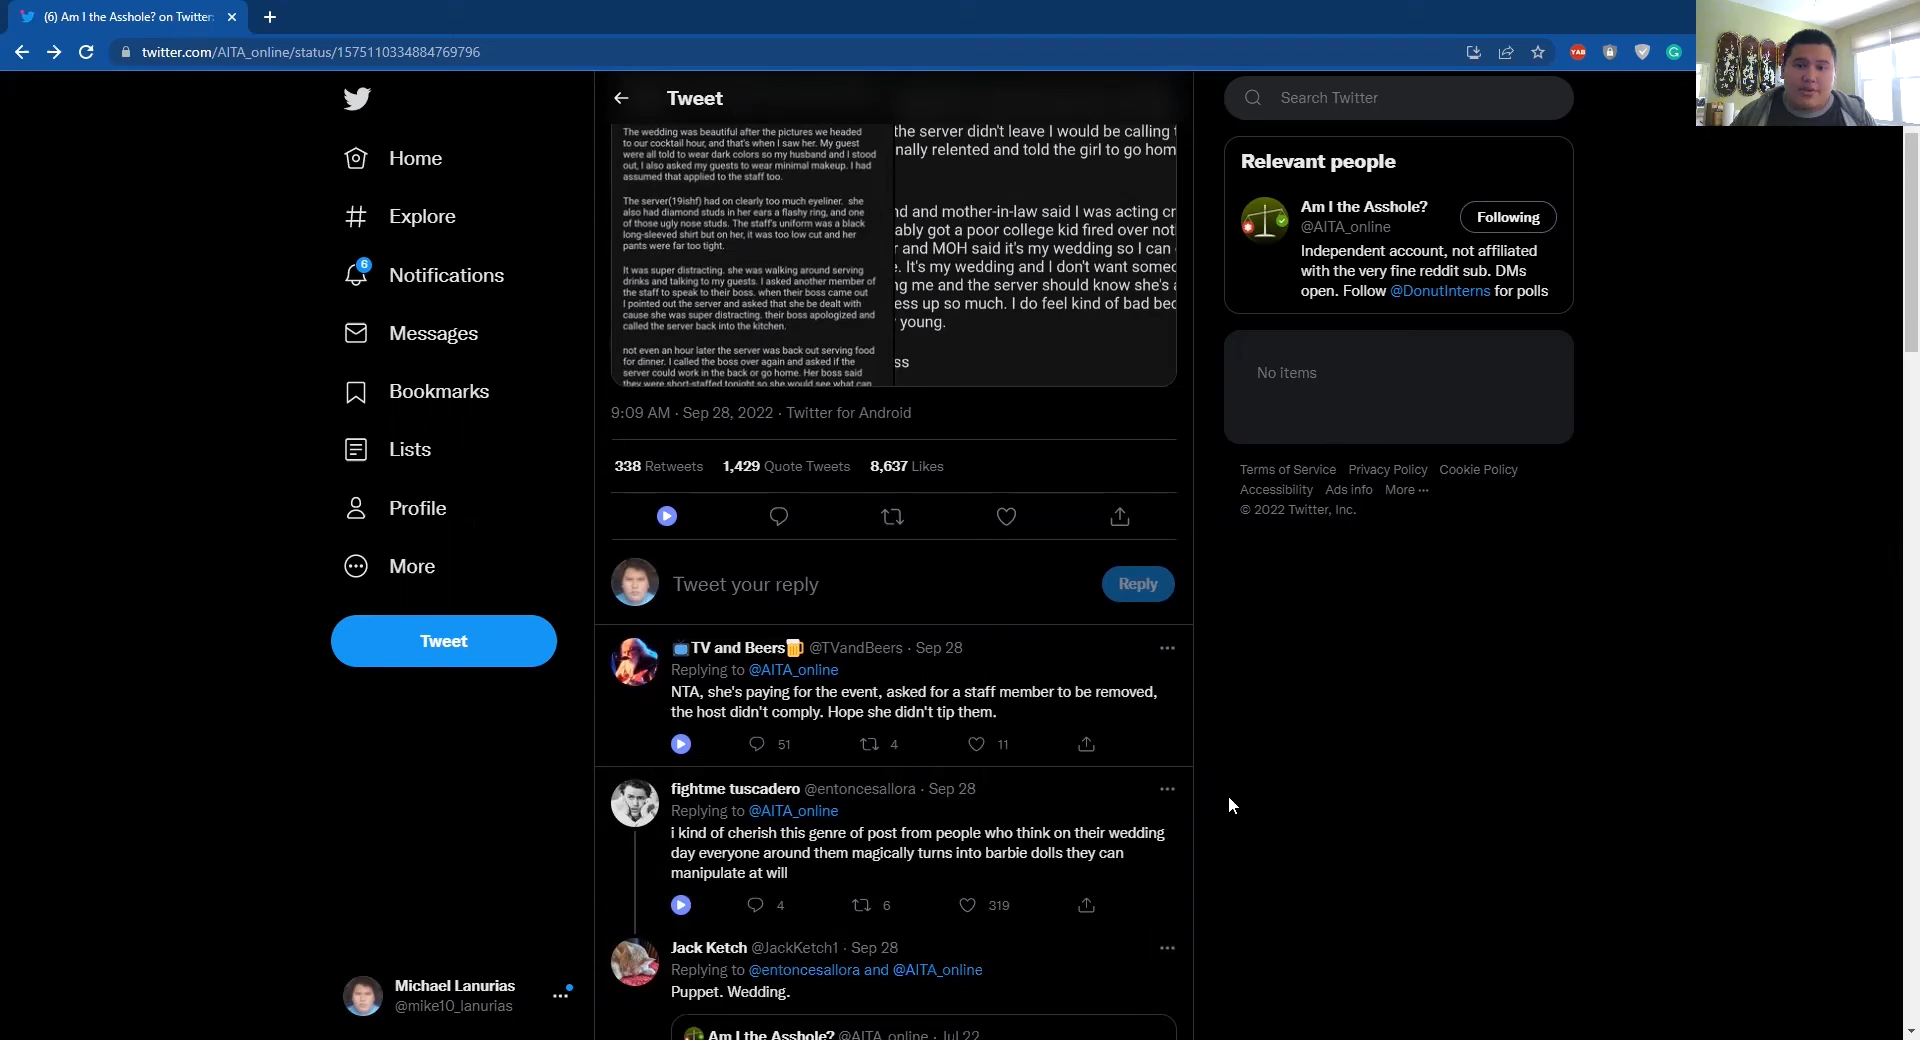 (6) Am I the Asshole? on Twitter:
twitter.com/AITA_online/status/1575110334884769796
YAB
Home
Explore
6
Notifications
Messages
Bookmarks
Lists
Profile
More
Tweet
Michael Lanurias
@mike10_lanurias
Tweet
The wedding was beautiful after the pictures we headed
to our cocktail hour, and that's when I saw her. My guest
were all told to wear dark colors so my husband and I stood
out, I also asked my guests to wear minimal makeup. I had
assumed that applied to the staff too.
The server(19ishf) had on clearly too much eyeliner. she
also had diamond studs in her ears a flashy ring, and one
of those ugly nose studs. The staff's uniform was a black
long-sleeved shirt but on her, it was too low cut and her
pants were far too tight.
It was super distracting. she was walking around serving
drinks and talking to my guests. I asked another member of
the staff to speak to their boss. when their boss came out
I pointed out the server and asked that she be dealt with
cause she was super distracting. their boss apologized and
called the server back into the kitchen.
not even an hour later the server was back out serving food
for dinner. I called the boss over again and asked if the
server could work in the back or go home. Her boss said
they were short-staffed tonight so she would see what can
the server didn't leave I would be calling
nally relented and told the girl to go hom
nd and mother-in-law said I was acting cr
ably got a poor college kid fired over not
r and MOH said it's my wedding so I can
e. It's my wedding and I don't want someo
ng me and the server should know she's
ess up so much. I do feel kind of bad bec
young.
ss
9:09 AM · Sep 28, 2022 · Twitter for Android
338 Retweets 1,429 Quote Tweets 8,637 Likes
Tweet your reply
Reply
TV and Beers @TVandBeers · Sep 28
Replying to @AITA_online
NTA, she's paying for the event, asked for a staff member to be removed,
the host didn't comply. Hope she didn't tip them.
51 4 11
fightme tuscadero @entoncesallora · Sep 28
Replying to @AITA_online
i kind of cherish this genre of post from people who think on their wedding
day everyone around them magically turns into barbie dolls they can
manipulate at will
4 6 319
Jack Ketch @JackKetch1 · Sep 28
Replying to @entoncesallora and @AITA_online
Puppet. Wedding.
Am I the Asshole? @AITA_online · Jul 22
Search Twitter
Relevant people
Am I the Asshole?
@AITA_online
Following
Independent account, not affiliated
with the very fine reddit sub. DMs
open. Follow @DonutInterns for polls
No items
Terms of Service Privacy Policy Cookie Policy
Accessibility Ads info More ···
© 2022 Twitter, Inc.